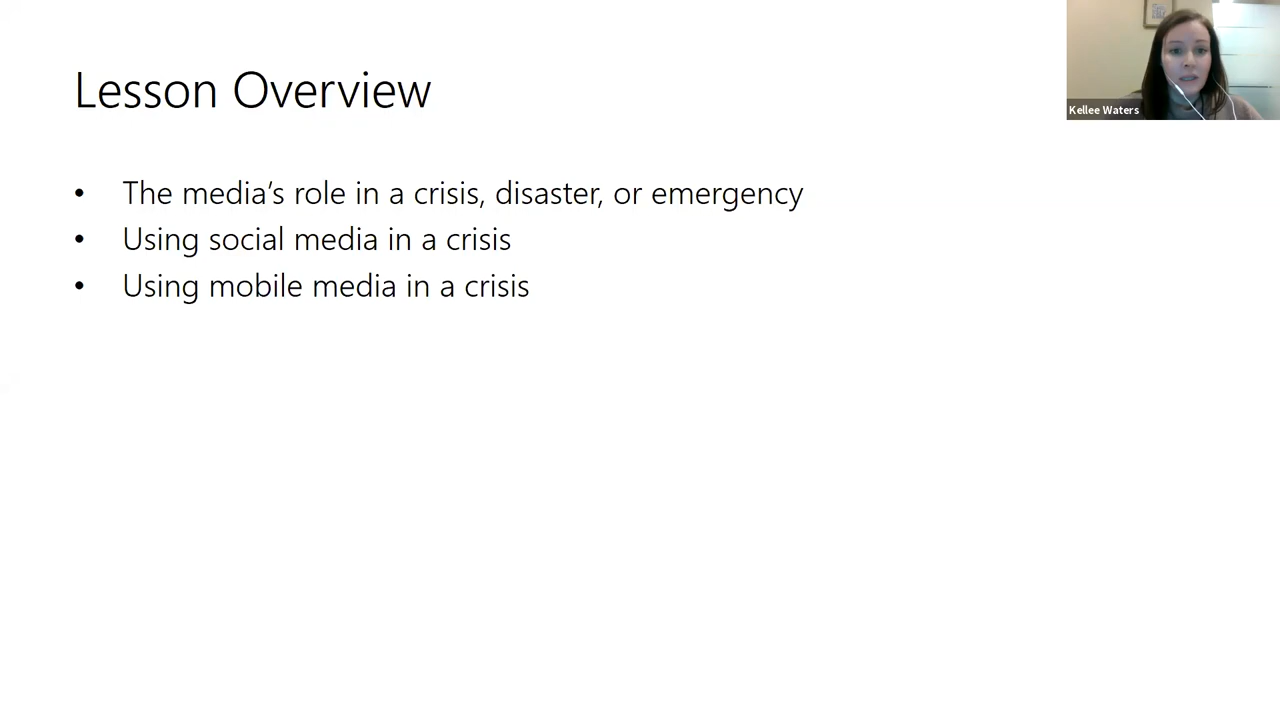 Lesson Overview
• The media’s role in a crisis, disaster, or emergency
• Using social media in a crisis
• Using mobile media in a crisis
Kellee Waters